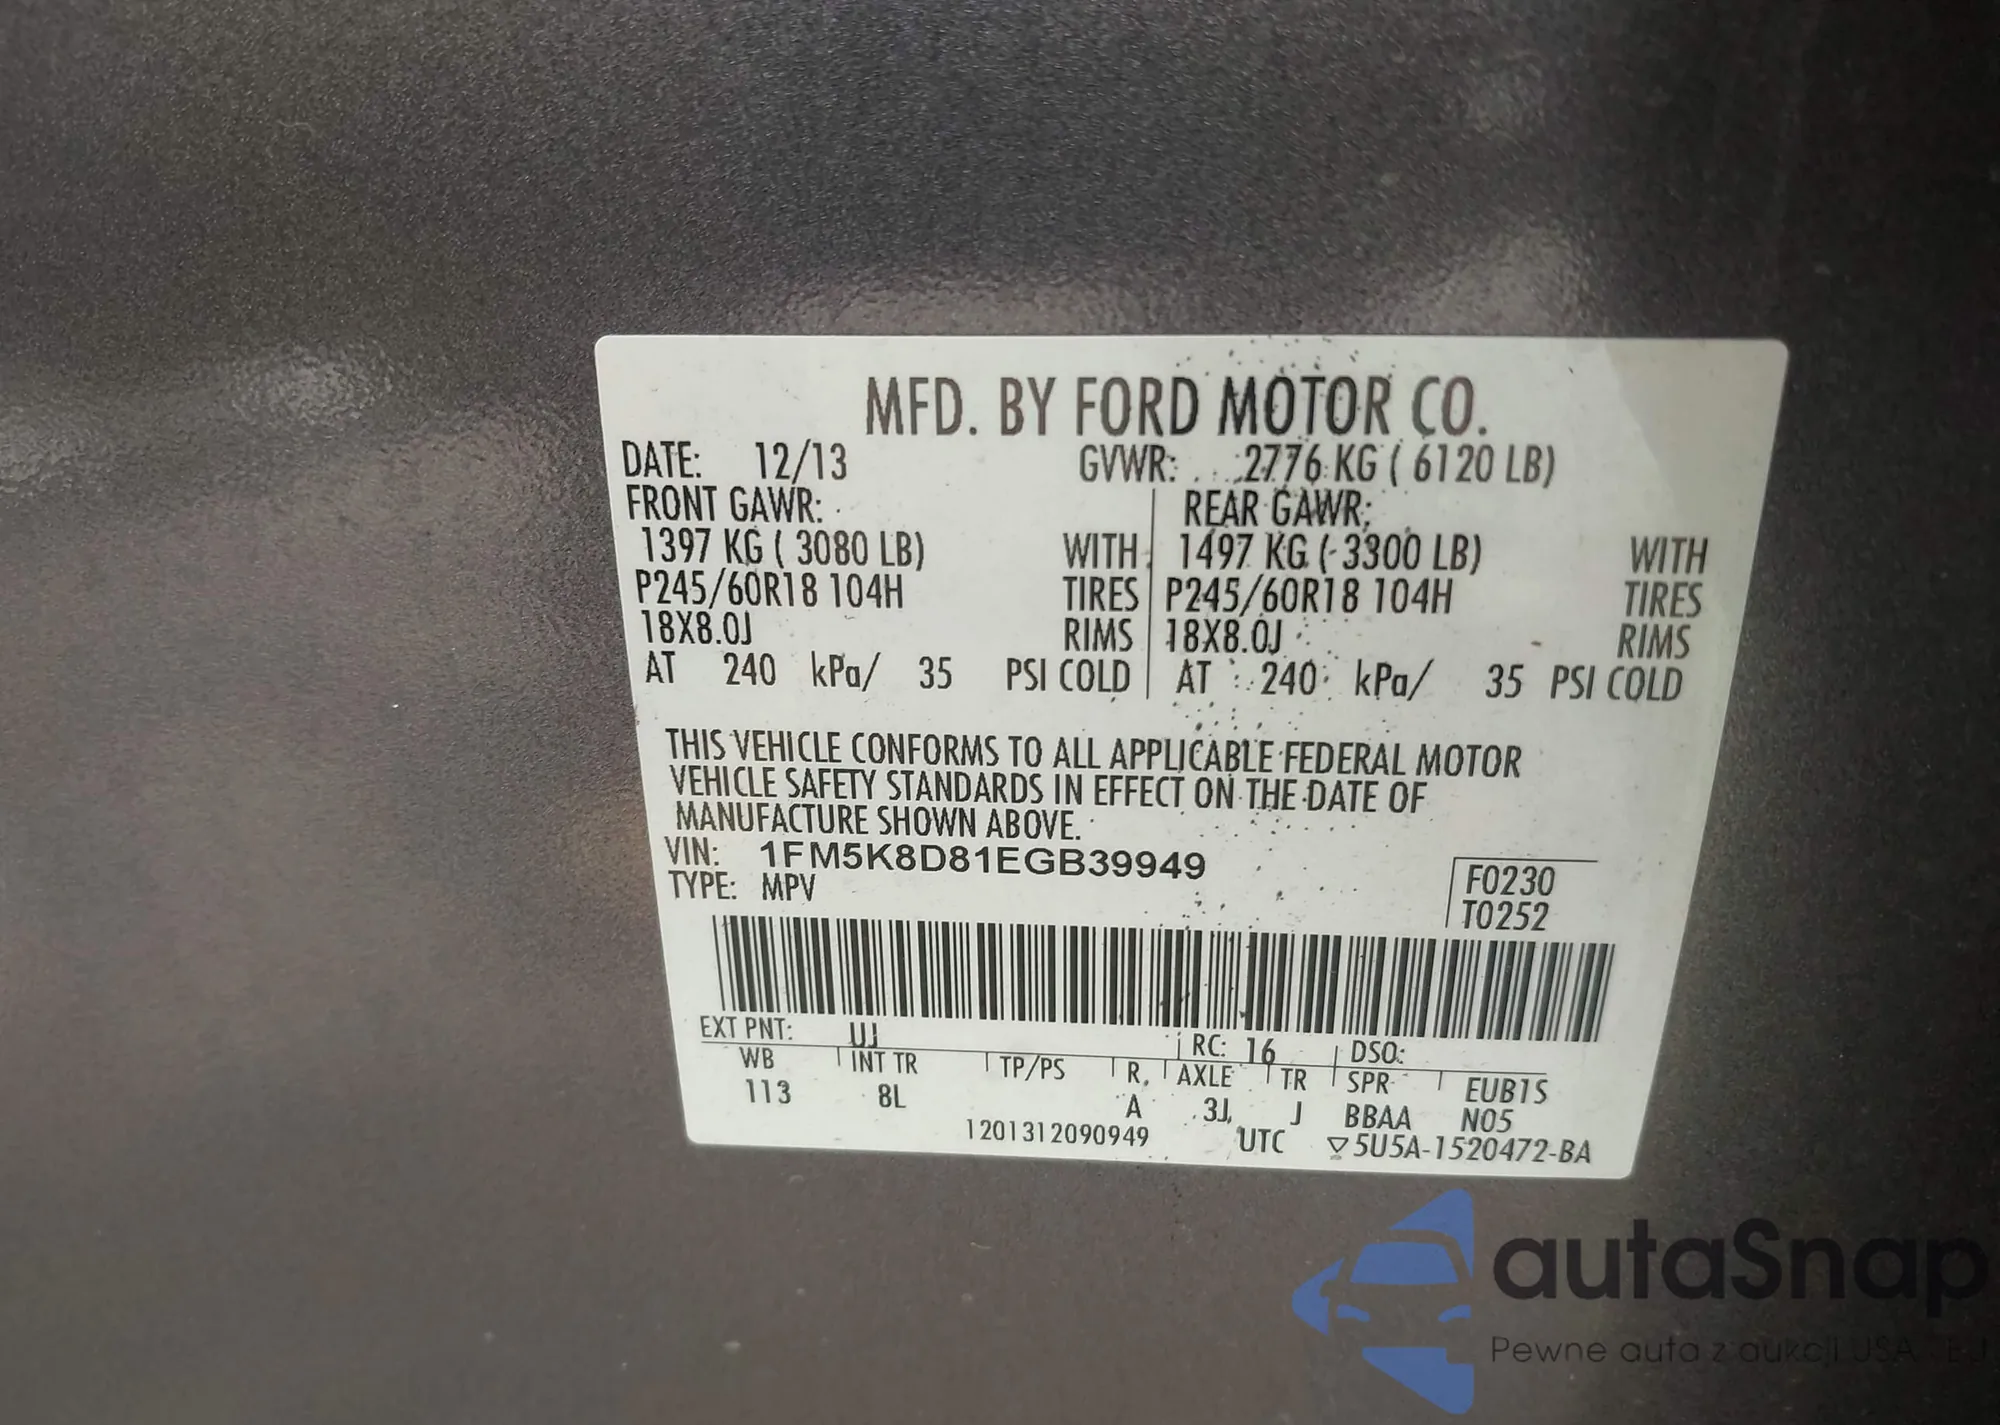 MFD. BY FORD MOTOR CO.
DATE: 12/13 GVWR: 2776 KG ( 6120 LB)
FRONT GAWR: REAR GAWR:
1397 KG ( 3080 LB) WITH 1497 KG ( 3300 LB) WITH
P245/60R18 104H TIRES P245/60R18 104H TIRES
18X8.0J RIMS 18X8.0J RIMS
AT 240 kPa/ 35 PSI COLD AT 240 kPa/ 35 PSI COLD
THIS VEHICLE CONFORMS TO ALL APPLICABLE FEDERAL MOTOR
VEHICLE SAFETY STANDARDS IN EFFECT ON THE DATE OF
MANUFACTURE SHOWN ABOVE.
VIN: 1FM5K8D81EGB39949
TYPE: MPV
F0230
T0252
EXT PNT: UJ RC: 16 DSO:
WB INT TR TP/PS R. AXLE TR SPR EUB1S
113 8L A 3J J BBAA N05
1201312090949 UTC ▽5U5A-1520472-BA
autaSnap
Pewne auta z aukcji USA i EU